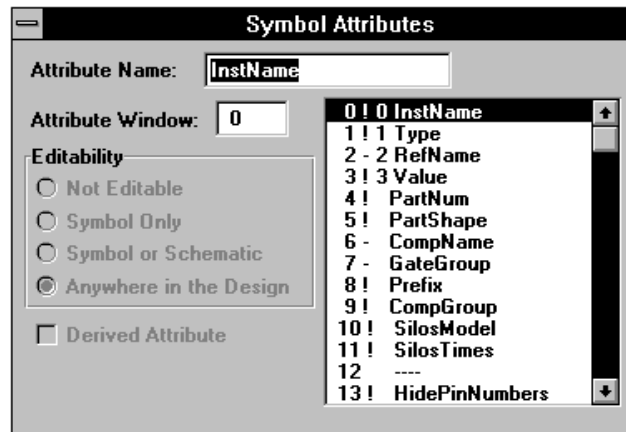 Symbol Attributes
Attribute Name: InstName
Attribute Window: 0
Editability
Not Editable
Symbol Only
Symbol or Schematic
Anywhere in the Design
Derived Attribute
0 ! 0 InstName
1 ! 1 Type
2 - 2 RefName
3 ! 3 Value
4 ! PartNum
5 ! PartShape
6 - CompName
7 - GateGroup
8 ! Prefix
9 ! CompGroup
10 ! SilosModel
11 ! SilosTimes
12 ----
13 ! HidePinNumbers